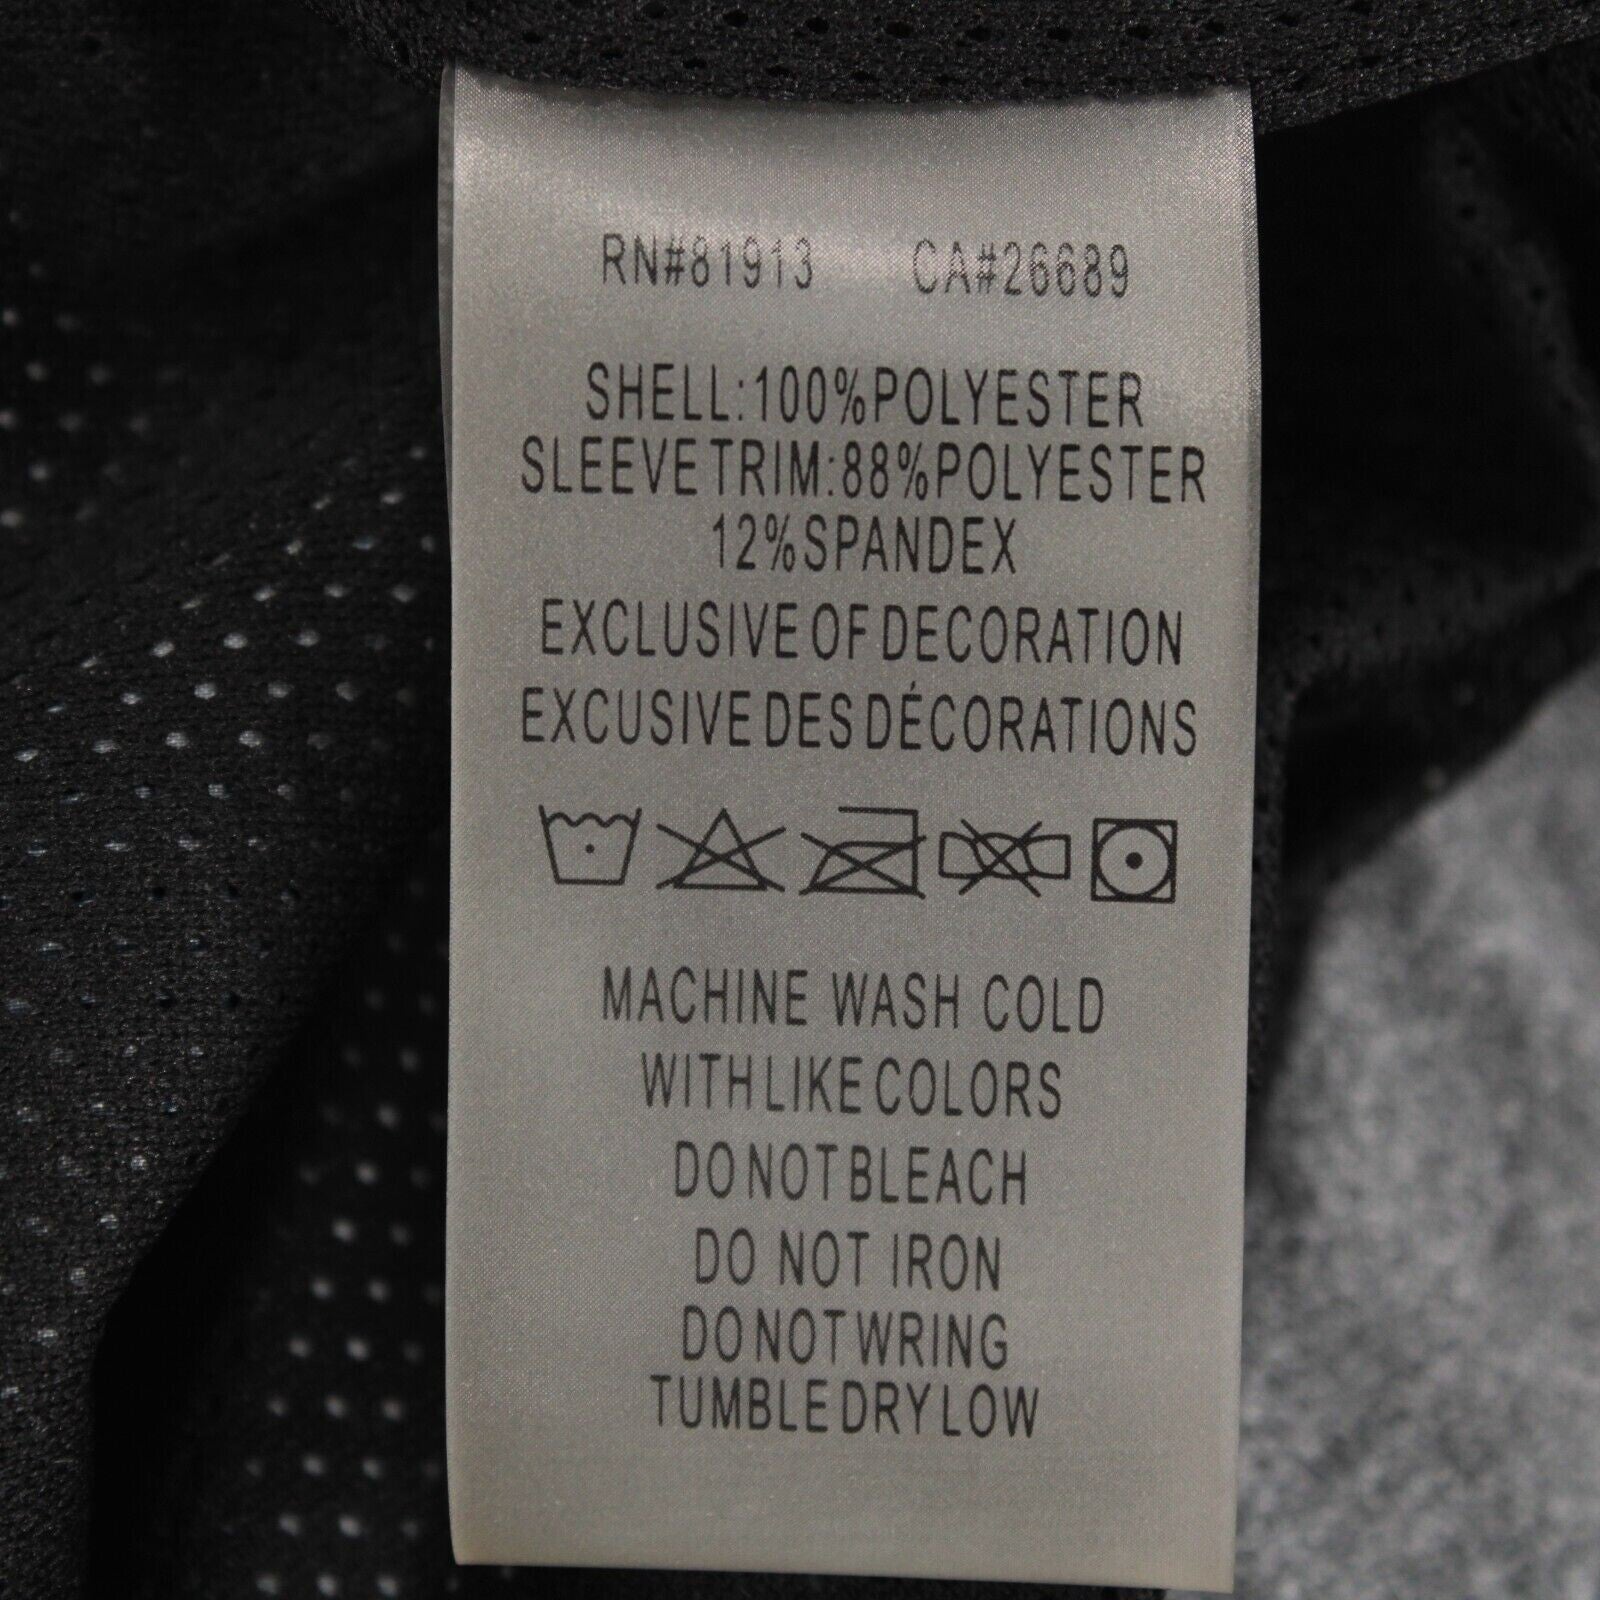 RN#81913 CA#26689
SHELL:100%POLYESTER
SLEEVE TRIM:88%POLYESTER
12%SPANDEX
EXCLUSIVE OF DECORATION
EXCUSIVE DES DÉCORATIONS
MACHINE WASH COLD
WITH LIKE COLORS
DO NOT BLEACH
DO NOT IRON
DO NOT WRING
TUMBLE DRY LOW